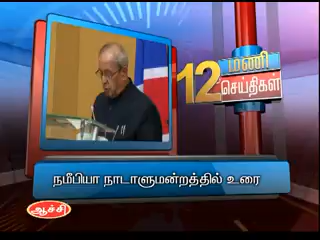 12 மணி
செய்திகள்
நமீபியா நாடாளுமன்றத்தில் உரை
ஆச்சி